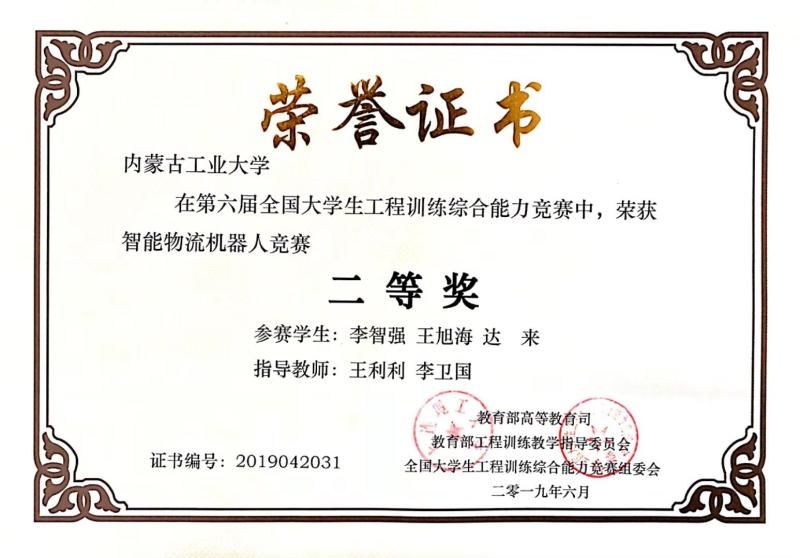 荣誉证书
内蒙古工业大学
在第六届全国大学生工程训练综合能力竞赛中，荣获
智能物流机器人竞赛
二等奖
参赛学生：李智强 王旭海 达 来
指导教师：王利利 李卫国
教育部高等教育司
教育部工程训练教学指导委员会
证书编号：2019042031 全国大学生工程训练综合能力竞赛组委会
二零一九年六月